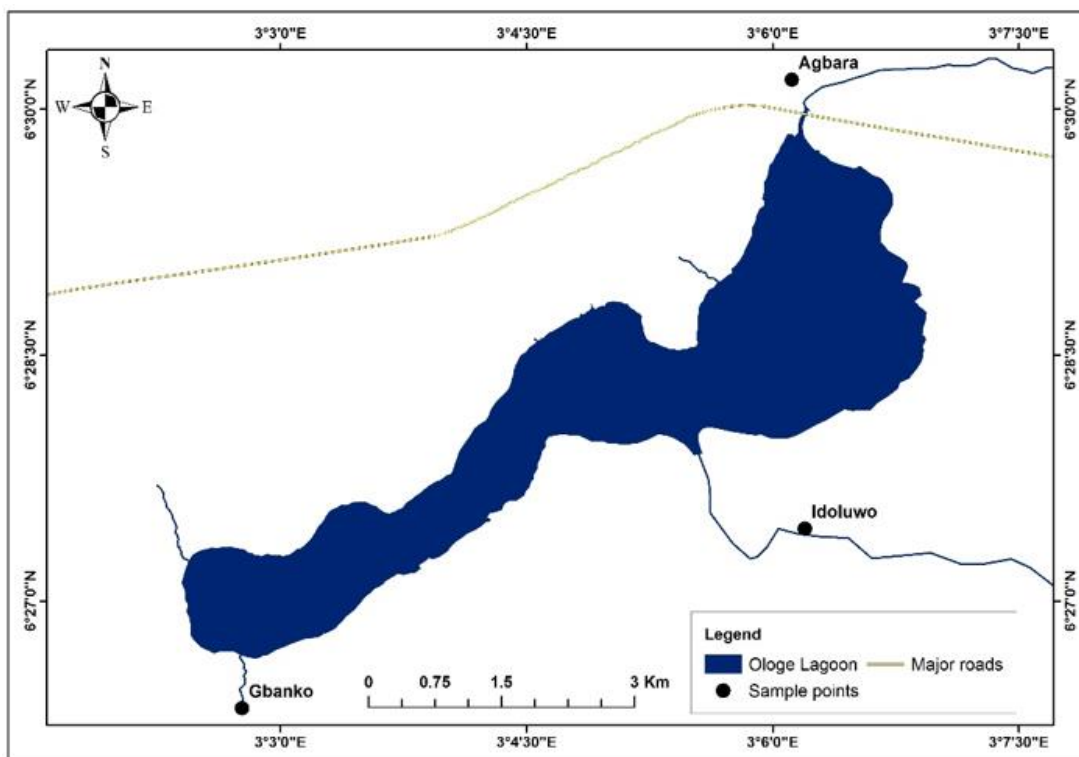 3°3'0"E 3°4'30"E 3°6'0"E 3°7'30"E
N
W E
S
Agbara
6°30'0"N 6°30'0"N
6°28'30"N 6°28'30"N
Idoluwo
6°27'0"N 6°27'0"N
Gbanko
0 0.75 1.5 3 Km
Legend
Ologe Lagoon Major roads
Sample points
3°3'0"E 3°4'30"E 3°6'0"E 3°7'30"E